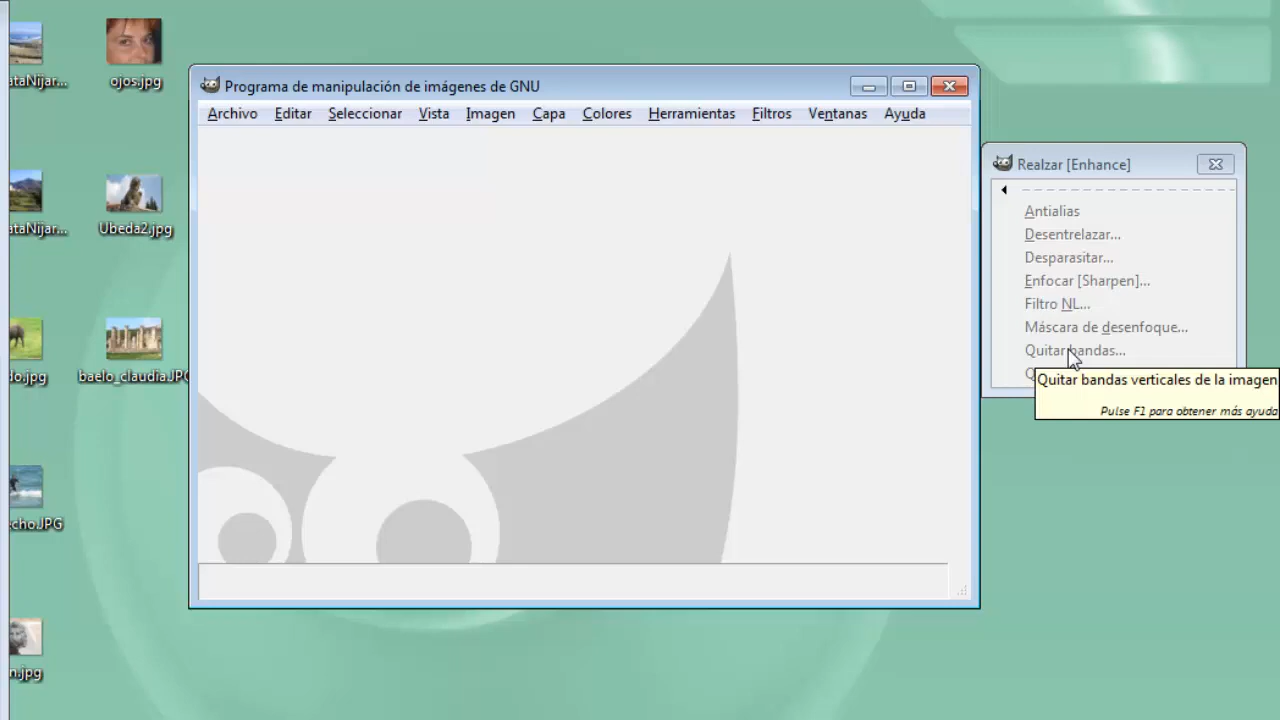 ojos.jpg
ataNijar...
Ubeda2.jpg
ataNijar...
baelo_claudia.JPG
lo.jpg
echo.JPG
n.jpg
Programa de manipulación de imágenes de GNU
Archivo Editar Seleccionar Vista Imagen Capa Colores Herramientas Filtros Ventanas Ayuda
Realzar [Enhance]
Antialias
Desentrelazar...
Desparasitar...
Enfocar [Sharpen]...
Filtro NL...
Máscara de desenfoque...
Quitar bandas...
Quitar bandas verticales de la imagen
Pulse F1 para obtener más ayuda